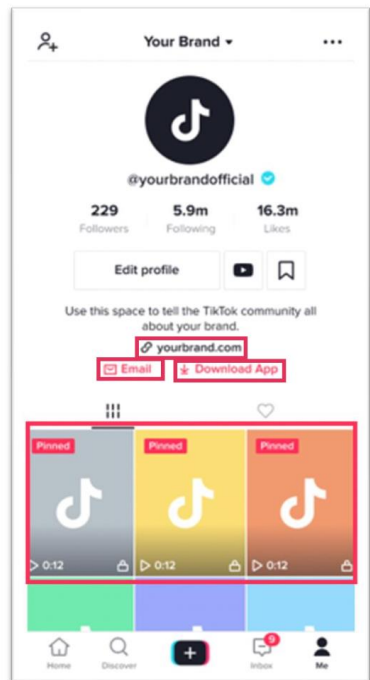 Your Brand
@yourbrandofficial
229 5.9m 16.3m
Followers Following Likes
Edit profile
Use this space to tell the TikTok community all
about your brand.
yourbrand.com
Email Download App
Pinned Pinned Pinned
0:12 0:12 0:12
9
Home Discover Inbox Me